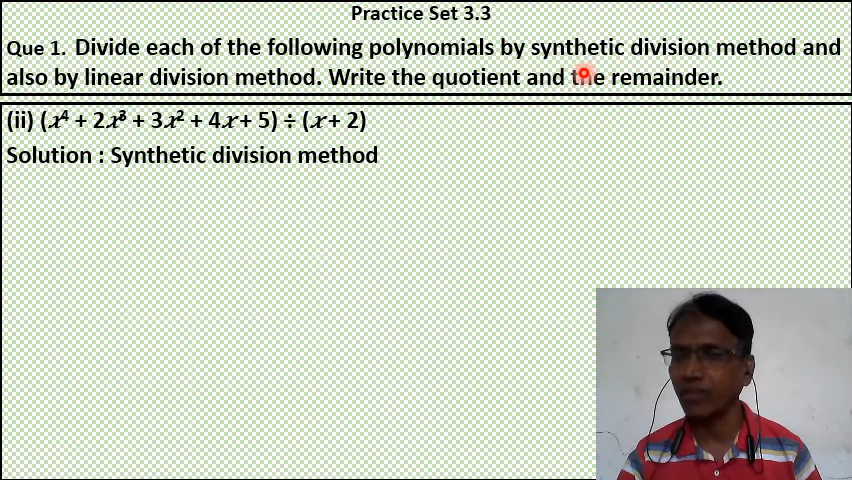 Practice Set 3.3
Que 1. Divide each of the following polynomials by synthetic division method and
also by linear division method. Write the quotient and the remainder.
(ii) (x⁴ + 2x³ + 3x² + 4x + 5) ÷ (x + 2)
Solution : Synthetic division method